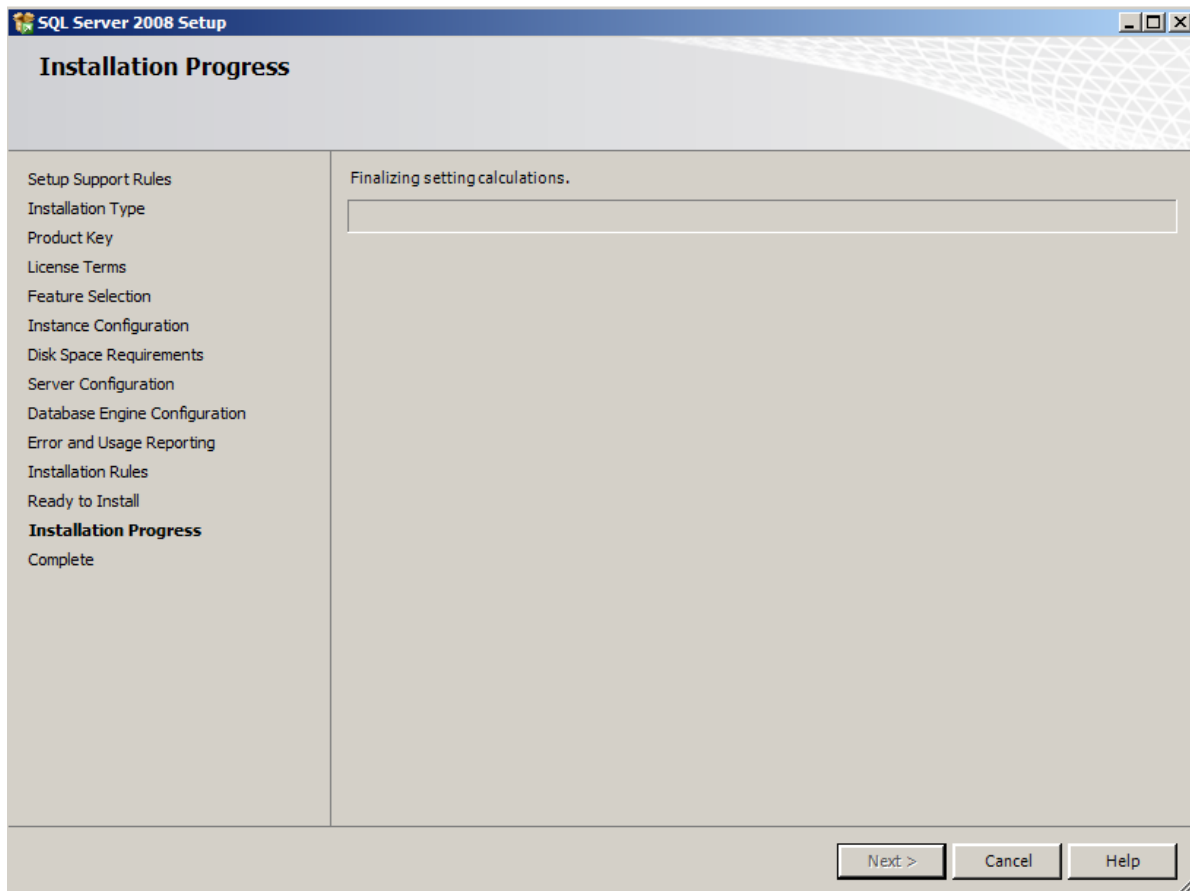 SQL Server 2008 Setup
Installation Progress
Setup Support Rules
Installation Type
Product Key
License Terms
Feature Selection
Instance Configuration
Disk Space Requirements
Server Configuration
Database Engine Configuration
Error and Usage Reporting
Installation Rules
Ready to Install
Installation Progress
Complete
Finalizing setting calculations.
Next >
Cancel
Help